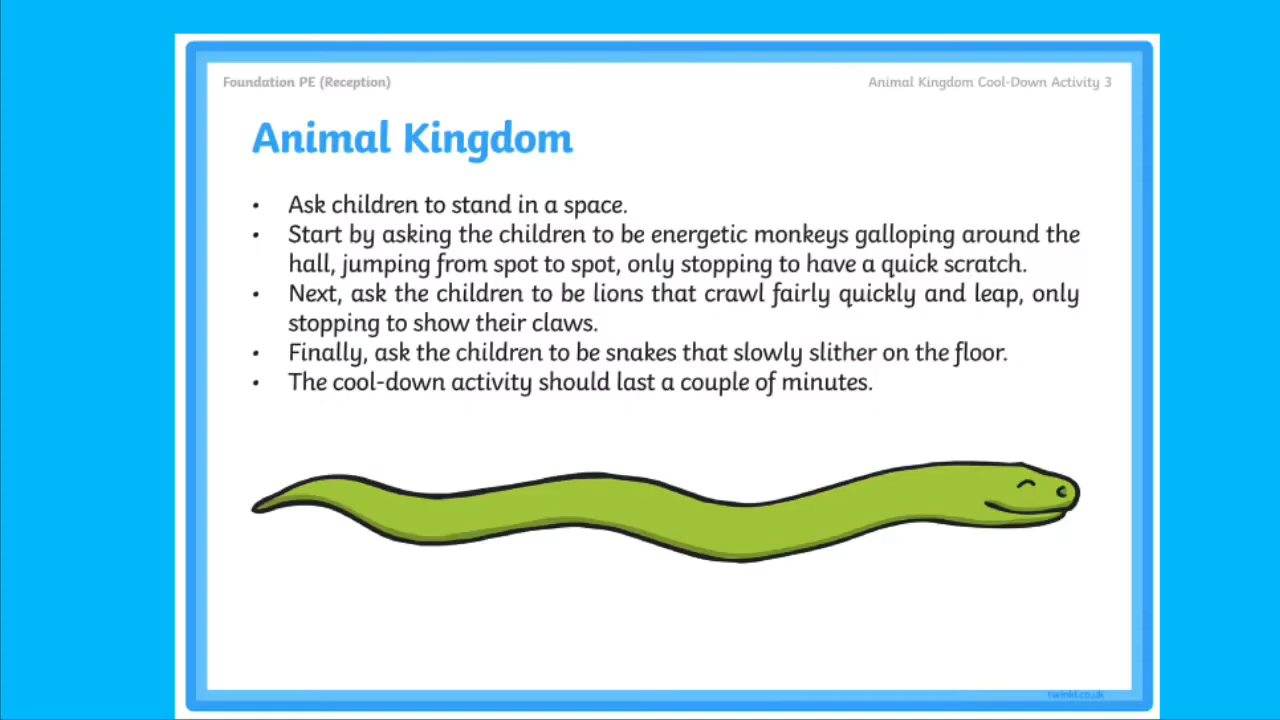 Foundation PE (Reception)
Animal Kingdom Cool-Down Activity 3
Animal Kingdom
• Ask children to stand in a space.
• Start by asking the children to be energetic monkeys galloping around the
hall, jumping from spot to spot, only stopping to have a quick scratch.
• Next, ask the children to be lions that crawl fairly quickly and leap, only
stopping to show their claws.
• Finally, ask the children to be snakes that slowly slither on the floor.
• The cool-down activity should last a couple of minutes.
twinkl.co.uk